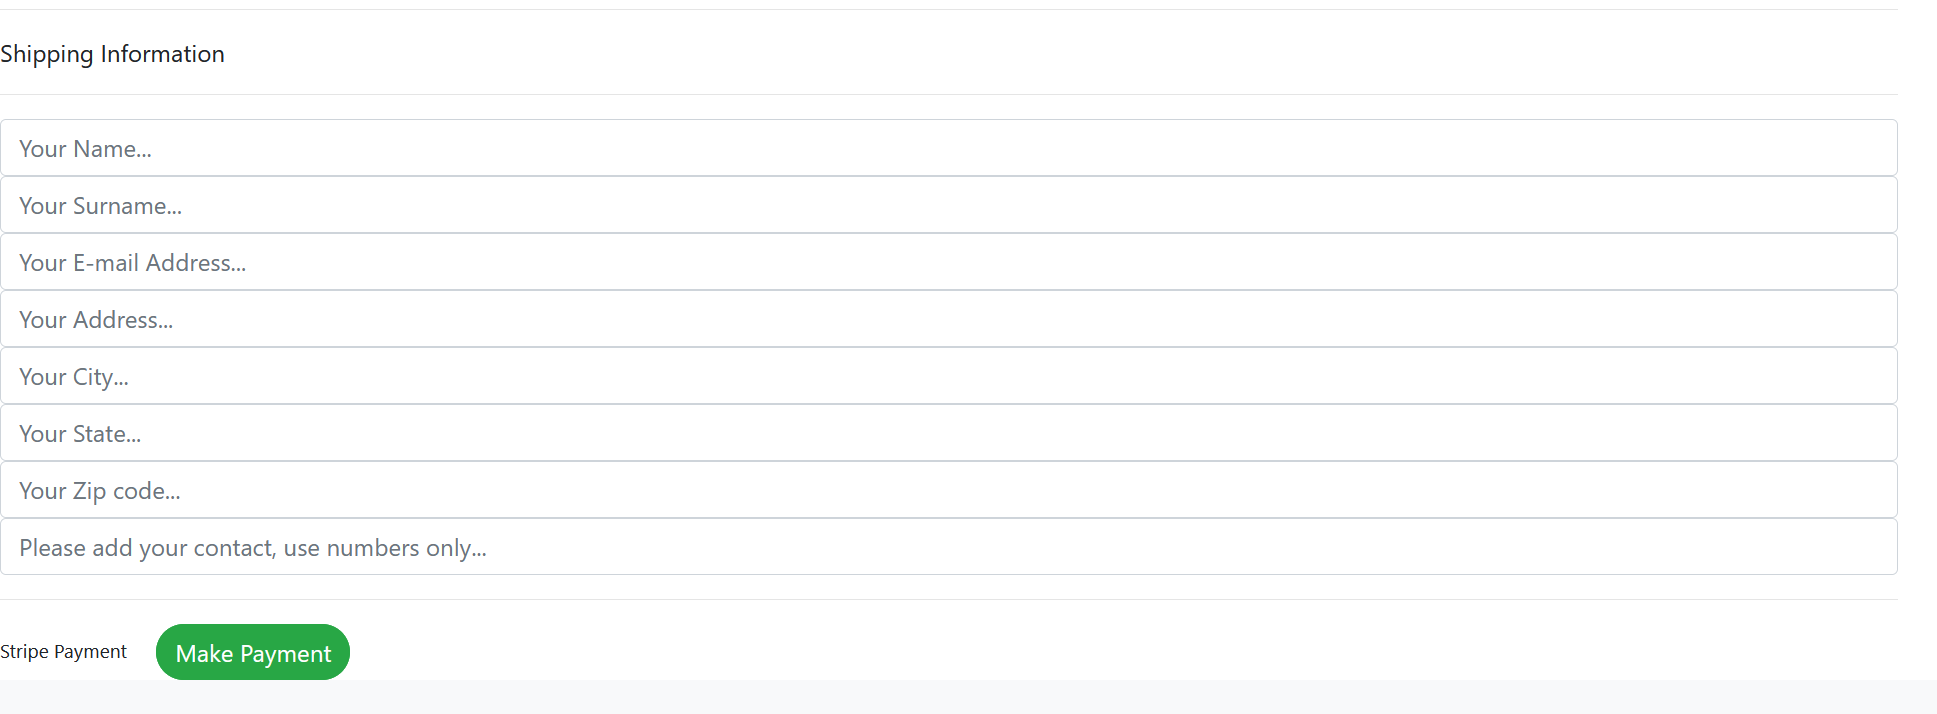 Shipping Information
Your Name...
Your Surname...
Your E-mail Address...
Your Address...
Your City...
Your State...
Your Zip code...
Please add your contact, use numbers only...
Stripe Payment Make Payment